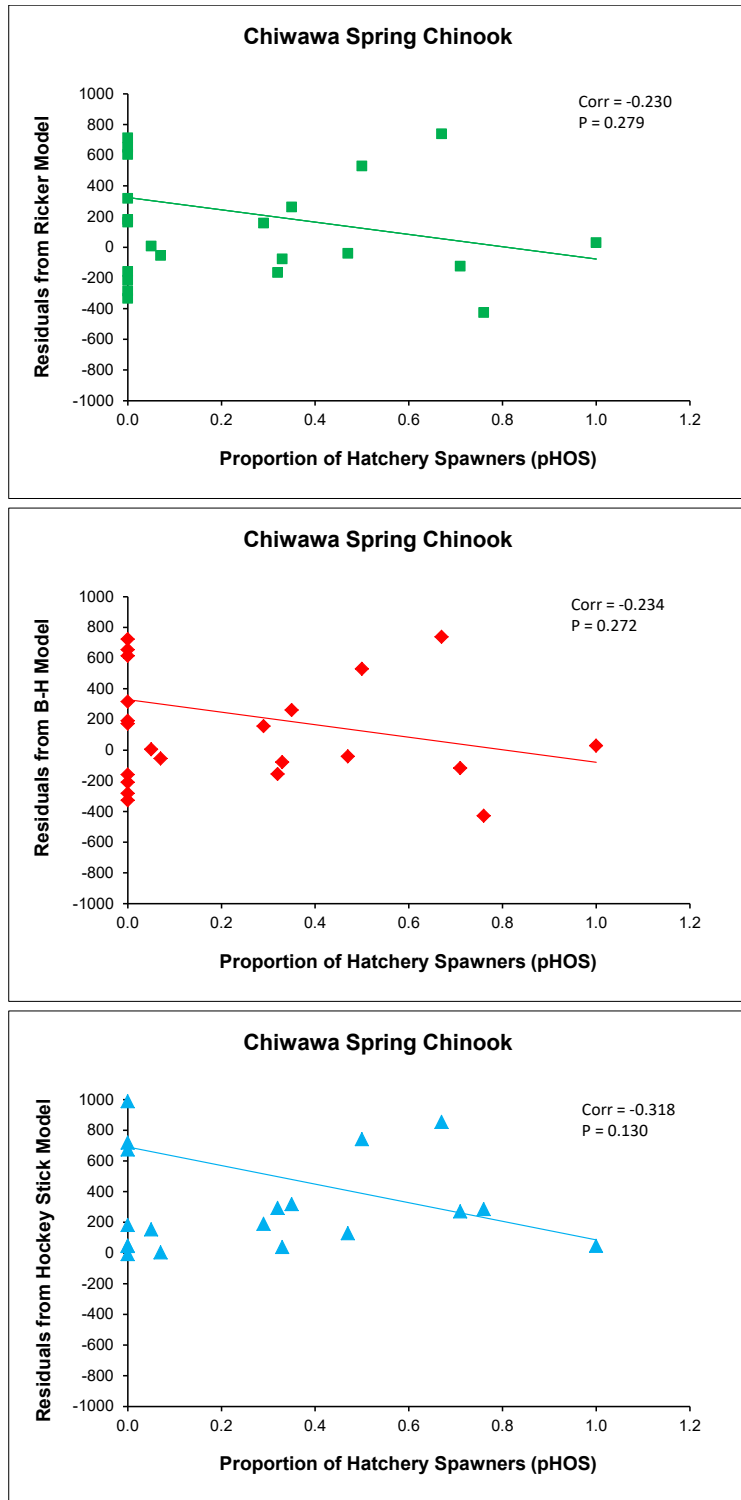 Chiwawa Spring Chinook
Corr = -0.230
P = 0.279
Residuals from Ricker Model
1000
800
600
400
200
0
-200
-400
-600
-800
-1000
0.0 0.2 0.4 0.6 0.8 1.0 1.2
Proportion of Hatchery Spawners (pHOS)
Chiwawa Spring Chinook
Corr = -0.234
P = 0.272
Residuals from B-H Model
1000
800
600
400
200
0
-200
-400
-600
-800
-1000
0.0 0.2 0.4 0.6 0.8 1.0 1.2
Proportion of Hatchery Spawners (pHOS)
Chiwawa Spring Chinook
Corr = -0.318
P = 0.130
Residuals from Hockey Stick Model
1000
800
600
400
200
0
-200
-400
-600
-800
-1000
0.0 0.2 0.4 0.6 0.8 1.0 1.2
Proportion of Hatchery Spawners (pHOS)